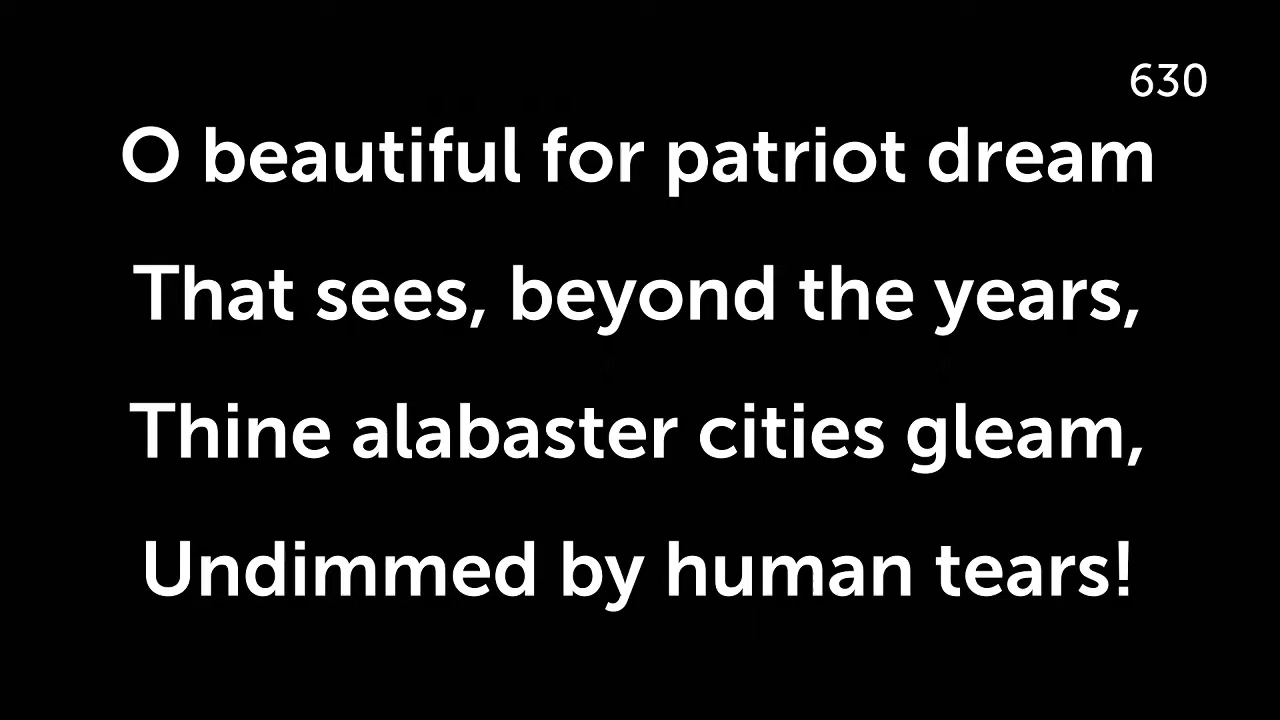 630
O beautiful for patriot dream
That sees, beyond the years,
Thine alabaster cities gleam,
Undimmed by human tears!